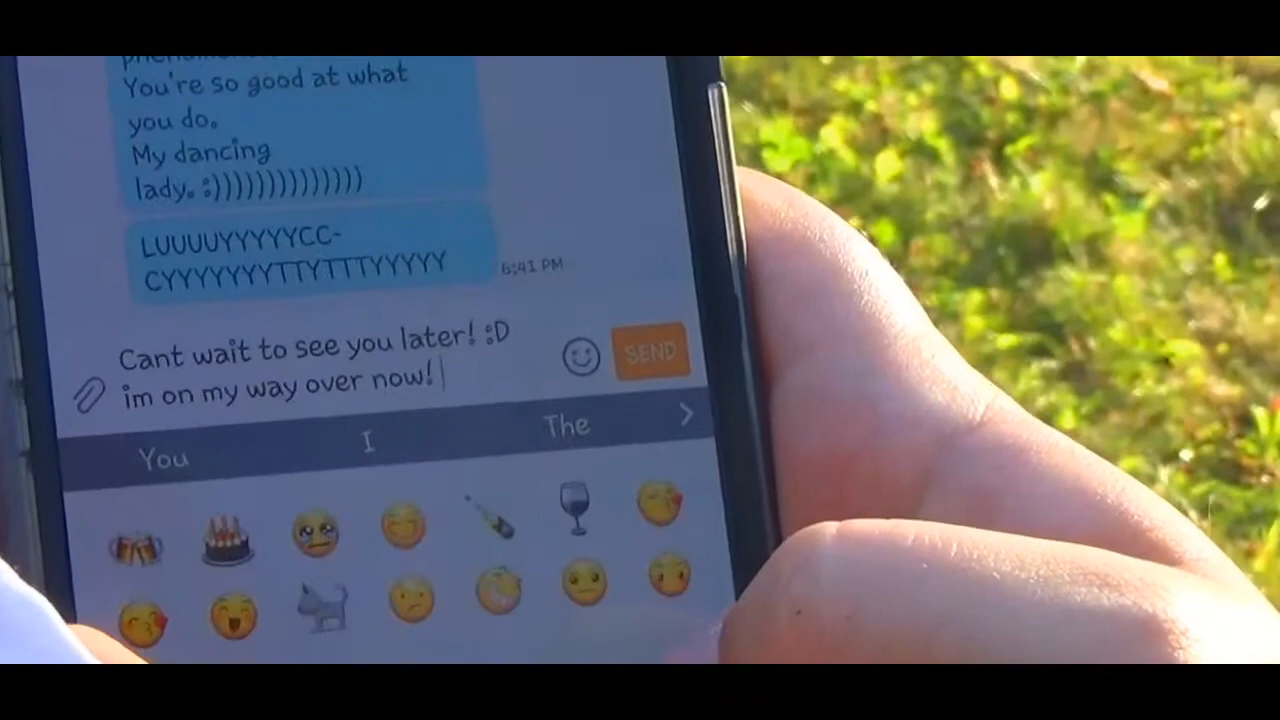 You're so good at what
you do.
My dancing
lady. :))))))))))))))
LUUUUYYYYYCC-
CYYYYYYYTTYTTTYYYYY
6:41 PM
Cant wait to see you later! :D
im on my way over now!
SEND
You I The